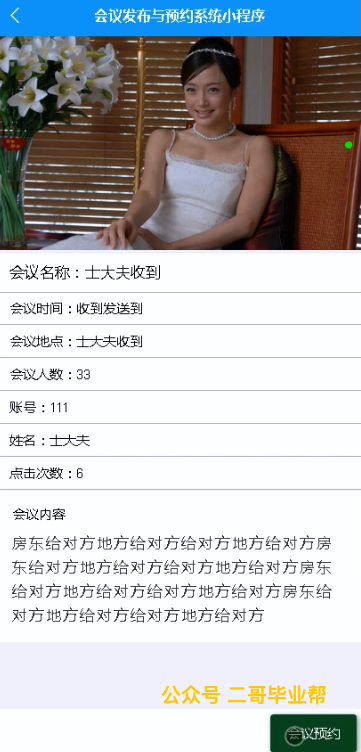 会议发布与预约系统小程序
会议名称：士大夫收到
会议时间：收到发送到
会议地点：士大夫收到
会议人数：33
账号：111
姓名：士大夫
点击次数：6
会议内容
房东给对方地方给对方给对方地方给对方房
东给对方地方给对方给对方地方给对方房东
给对方地方给对方给对方地方给对方房东给
对方地方给对方给对方地方给对方
公众号 二哥毕业帮
会议预约